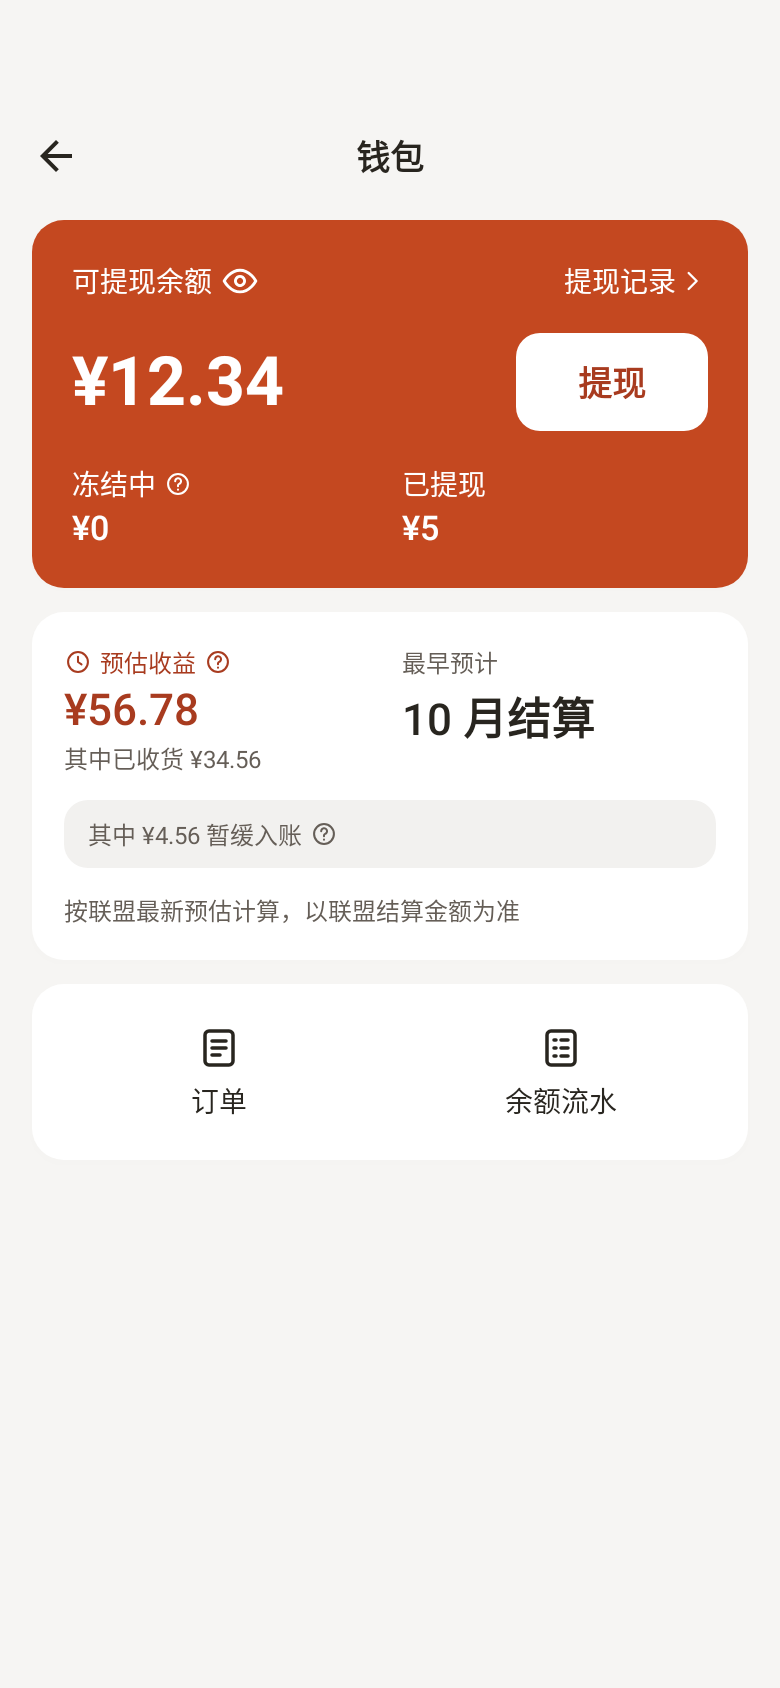 钱包
可提现余额
提现记录
¥12.34
提现
冻结中
已提现
¥0
¥5
预估收益
最早预计
¥56.78
10 月结算
其中已收货 ¥34.56
其中 ¥4.56 暂缓入账
按联盟最新预估计算，以联盟结算金额为准
订单
余额流水